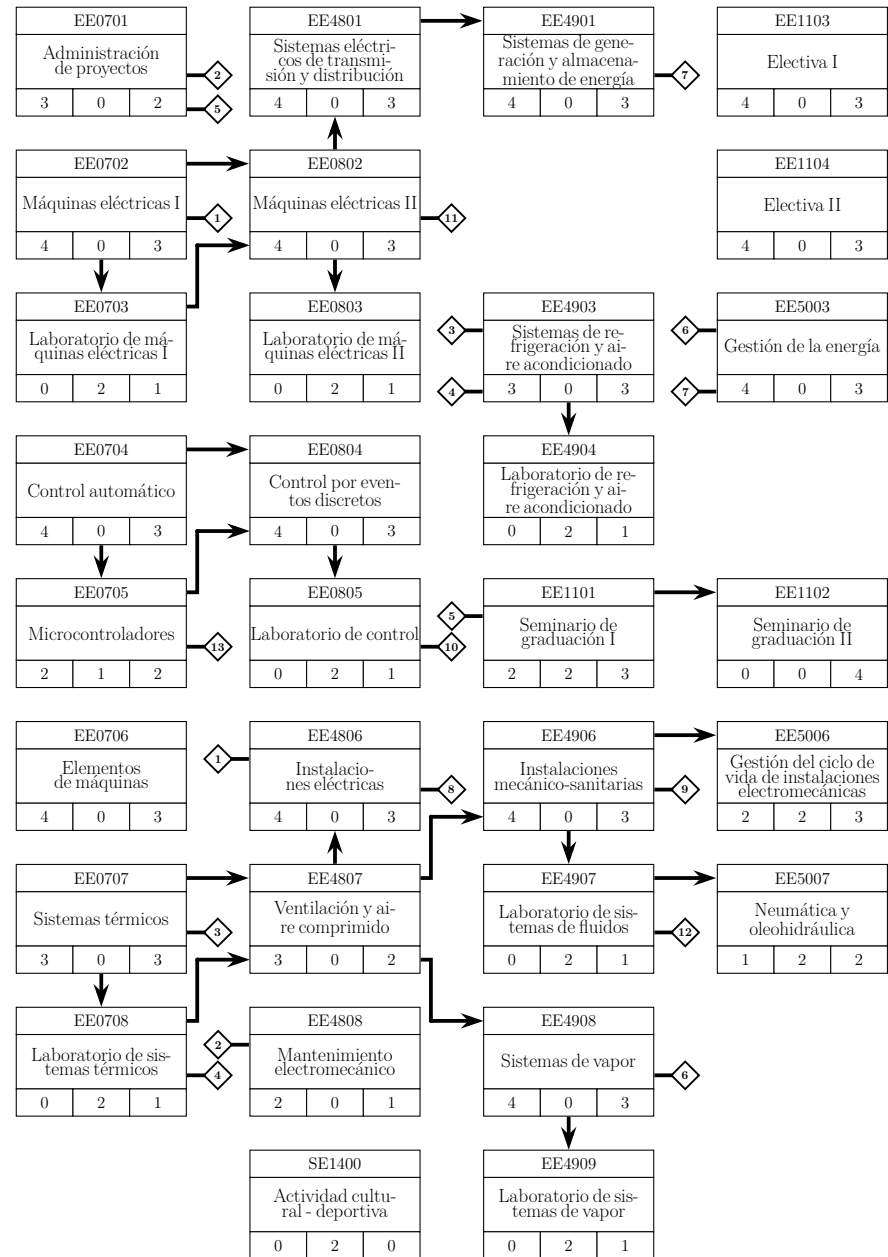 EE0701
Administración
de proyectos
3 0 2
2
5
EE0702
Máquinas eléctricas I
4 0 3
1
EE0703
Laboratorio de má-
quinas eléctricas I
0 2 1
EE0704
Control automático
4 0 3
EE0705
Microcontroladores
2 1 2
13
EE0706
Elementos
de máquinas
4 0 3
EE0707
Sistemas térmicos
3 0 3
3
EE0708
Laboratorio de sis-
temas térmicos
0 2 1
4
EE4801
Sistemas eléctri-
cos de transmi-
sión y distribución
4 0 3
EE0802
Máquinas eléctricas II
4 0 3
11
EE0803
Laboratorio de má-
quinas eléctricas II
0 2 1
EE0804
Control por even-
tos discretos
4 0 3
EE0805
Laboratorio de control
0 2 1
10
1
EE4806
Instalacio-
nes eléctricas
4 0 3
8
EE4807
Ventilación y ai-
re comprimido
3 0 2
2
EE4808
Mantenimiento
electromecánico
2 0 1
SE1400
Actividad cultu-
ral - deportiva
0 2 0
EE4901
Sistemas de gene-
ración y almacena-
miento de energía
4 0 3
7
3
4
EE4903
Sistemas de re-
frigeración y ai-
re acondicionado
3 0 3
EE4904
Laboratorio de re-
frigeración y ai-
re acondicionado
0 2 1
5
EE1101
Seminario de
graduación I
2 2 3
EE4906
Instalaciones
mecánico-sanitarias
4 0 3
9
EE4907
Laboratorio de sis-
temas de fluidos
0 2 1
12
EE4908
Sistemas de vapor
4 0 3
6
EE4909
Laboratorio de sis-
temas de vapor
0 2 1
EE1103
Electiva I
4 0 3
EE1104
Electiva II
4 0 3
6
7
EE5003
Gestión de la energía
4 0 3
EE1102
Seminario de
graduación II
0 0 4
EE5006
Gestión del ciclo de
vida de instalaciones
electromecánicas
2 2 3
EE5007
Neumática y
oleohidráulica
1 2 2